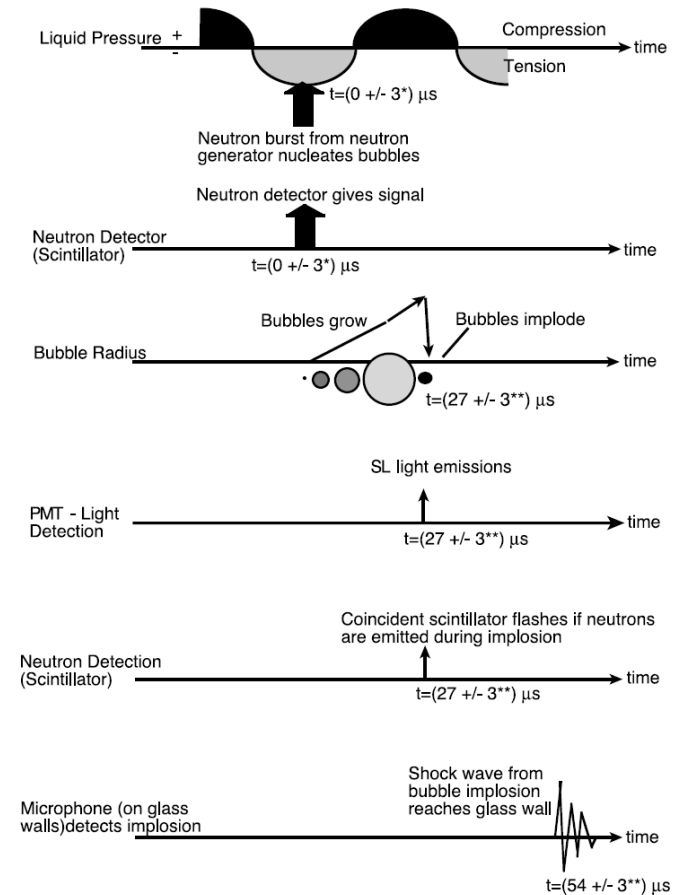 Compression
Liquid Pressure + -
time
Tension
t=(0 +/- 3*) μs
Neutron burst from neutron
generator nucleates bubbles
Neutron detector gives signal
Neutron Detector
(Scintillator)
time
t=(0 +/- 3*) μs
Bubbles grow
Bubbles implode
Bubble Radius
time
t=(27 +/- 3**) μs
SL light emissions
PMT - Light
Detection
time
t=(27 +/- 3**) μs
Coincident scintillator flashes if neutrons
are emitted during implosion
Neutron Detection
(Scintillator)
time
t=(27 +/- 3**) μs
Shock wave from
bubble implosion
reaches glass wall
Microphone (on glass
walls)detects implosion
time
t=(54 +/- 3**) μs